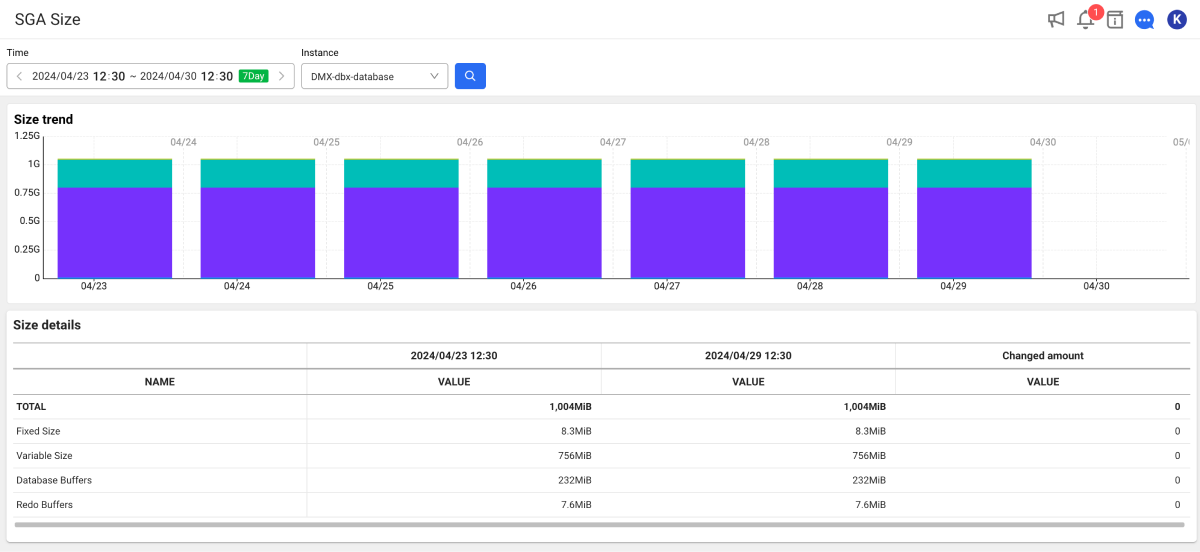 SGA Size
1
K
Time
Instance
2024/04/23 12:30 ~ 2024/04/30 12:30 7Day
DMX-dbx-database
Size trend
1.25G
1G
0.75G
0.5G
0.25G
0
04/24 04/25 04/26 04/27 04/28 04/29 04/30 05/
04/23 04/24 04/25 04/26 04/27 04/28 04/29 04/30
Size details
2024/04/23 12:30 2024/04/29 12:30 Changed amount
NAME VALUE VALUE VALUE
TOTAL 1,004MiB 1,004MiB 0
Fixed Size 8.3MiB 8.3MiB 0
Variable Size 756MiB 756MiB 0
Database Buffers 232MiB 232MiB 0
Redo Buffers 7.6MiB 7.6MiB 0